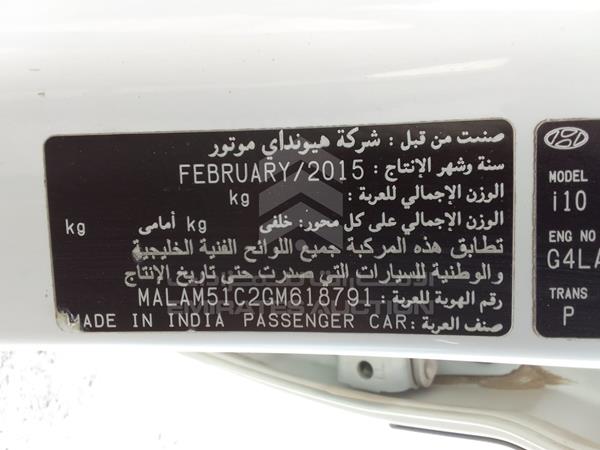 صنعت من قبل : شركة هيونداي موتور
سنة وشهر الإنتاج : FEBRUARY/2015
الوزن الإجمالي للعربة : kg
الوزن الإجمالي على كل محور: خلفى kg أمامى kg
تطابق هذه المركبة جميع اللوائح الفنية الخليجية
والوطنية للسيارات التي صدرت حتى تاريخ الإنتاج
رقم الهوية للعربة : MALAM51C2GM618791
صنف العربة : MADE IN INDIA PASSENGER CAR
EMIRATES AUCTION
MODEL
i10
ENG NO
G4LA
TRANS
P